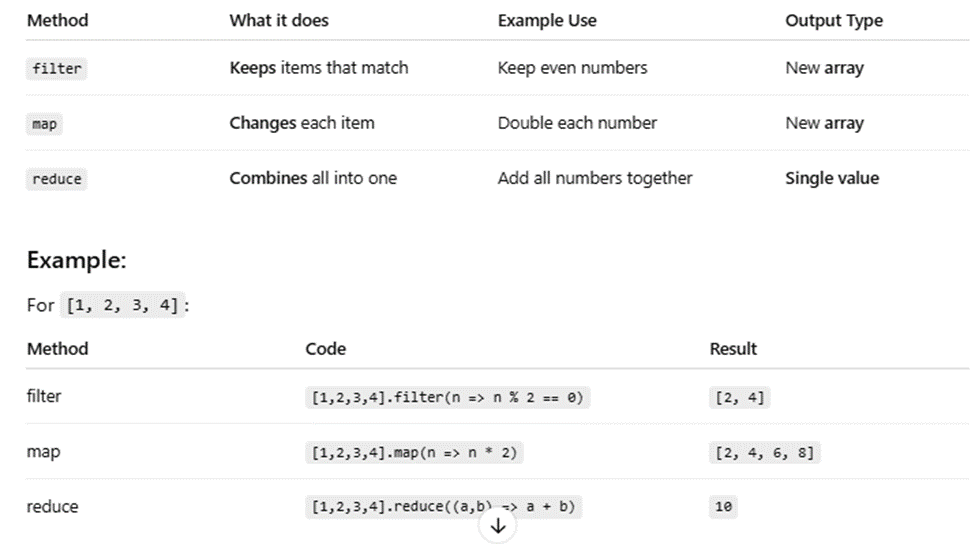 Method What it does Example Use Output Type
filter Keeps items that match Keep even numbers New array
map Changes each item Double each number New array
reduce Combines all into one Add all numbers together Single value
Example:
For [1, 2, 3, 4]:
Method Code Result
filter [1,2,3,4].filter(n => n % 2 == 0) [2, 4]
map [1,2,3,4].map(n => n * 2) [2, 4, 6, 8]
reduce [1,2,3,4].reduce((a,b) => a + b) 10